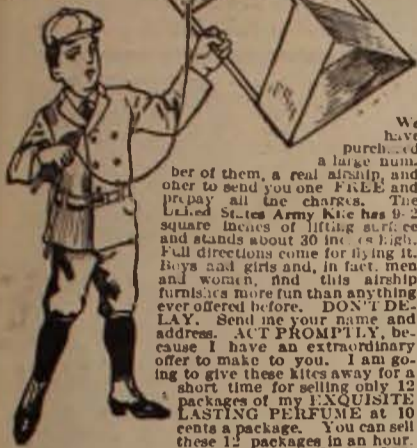 We
have
purchased
a large num-
ber of them, a real airship, and
offer to send you one FREE and
prepay all the charges. The
United States Army Kite has
square inches of lifting surface
and stands about 30 inches high.
Full directions come for flying it.
Boys and girls and, in fact, men
and women, find this airship
furnishes more fun than anything
ever offered before. DON'T DE-
LAY. Send me your name and
address. ACT PROMPTLY, be-
cause I have an extraordinary
offer to make to you. I am go-
ing to give these kites away for a
short time for selling only 12
packages of my EXQUISITE
LASTING PERFUME at 10
cents a package. You can sell
these 12 packages in an hour.